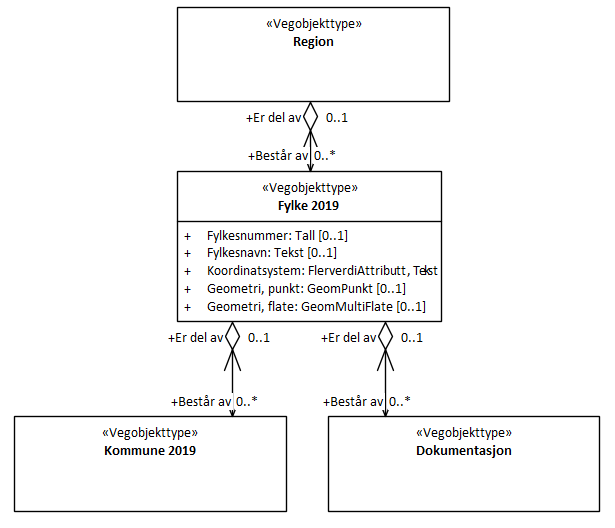 «Vegobjekttype»
Region
+Er del av 0..1
+Består av 0..*
«Vegobjekttype»
Fylke 2019
+ Fylkesnummer: Tall [0..1]
+ Fylkesnavn: Tekst [0..1]
+ Koordinatsystem: FlerverdiAttributt, Tekst
+ Geometri, punkt: GeomPunkt [0..1]
+ Geometri, flate: GeomMultiFlate [0..1]
+Er del av 0..1 +Er del av 0..1
+Består av 0..* +Består av 0..*
«Vegobjekttype» «Vegobjekttype»
Kommune 2019 Dokumentasjon